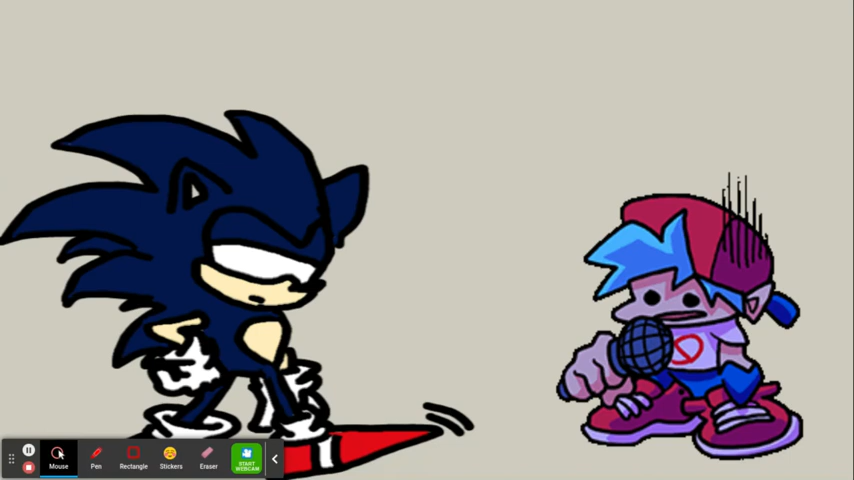 Mouse
Pen
Rectangle
Stickers
Eraser
START
WEBCAM